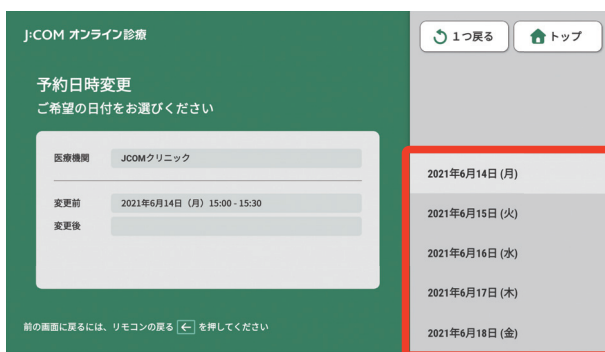 J:COM オンライン診療
1つ戻る
トップ
予約日時変更
ご希望の日付をお選びください
医療機関 JCOMクリニック
変更前 2021年6月14日（月）15:00 - 15:30
変更後
前の画面に戻るには、リモコンの戻る ← を押してください
2021年6月14日 (月)
2021年6月15日 (火)
2021年6月16日 (水)
2021年6月17日 (木)
2021年6月18日 (金)